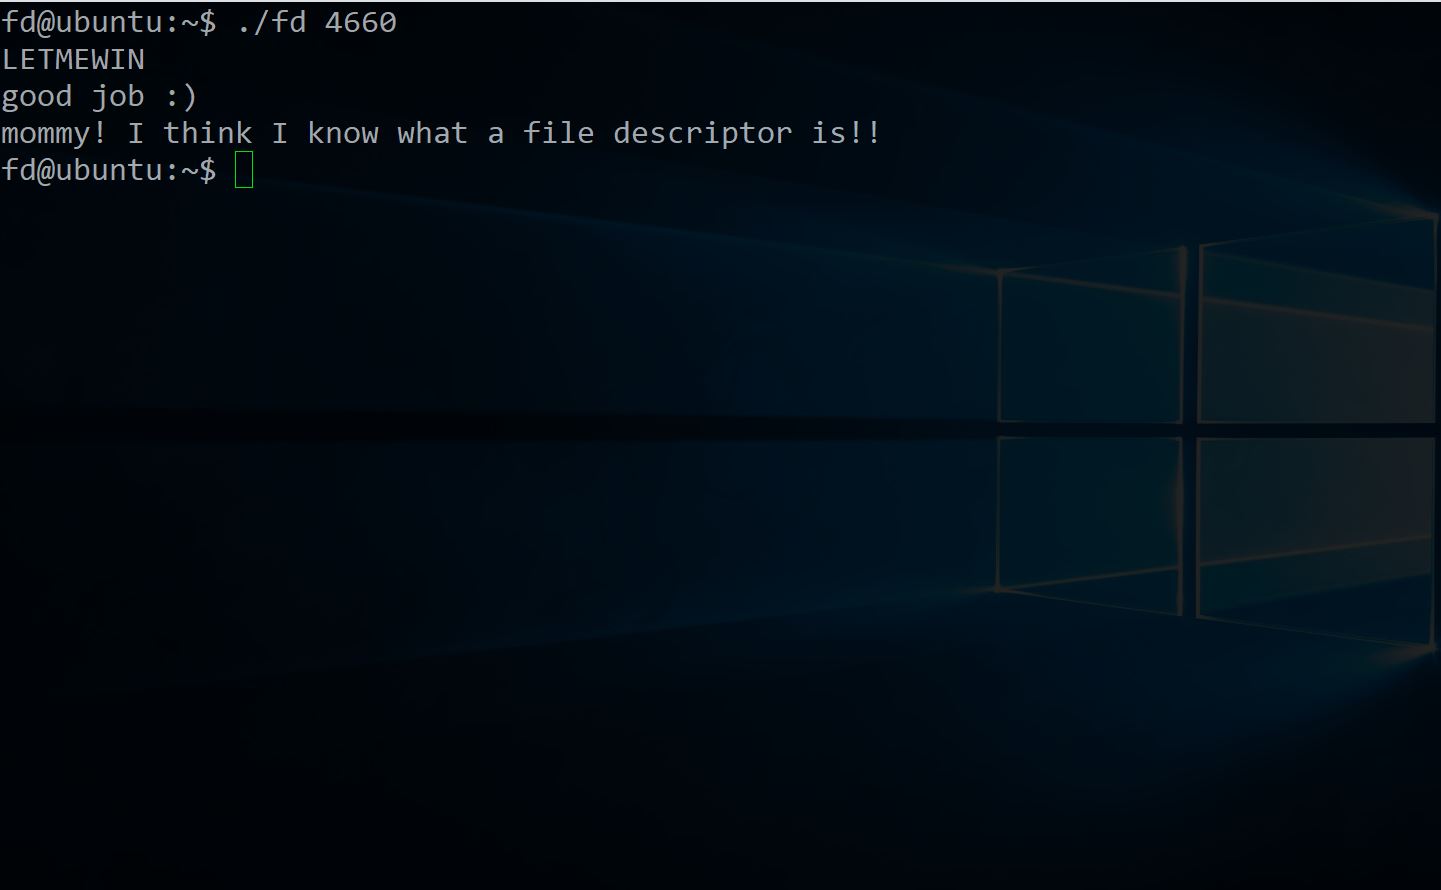 fd@ubuntu:~$ ./fd 4660
LETMEWIN
good job :)
mommy! I think I know what a file descriptor is!!
fd@ubuntu:~$